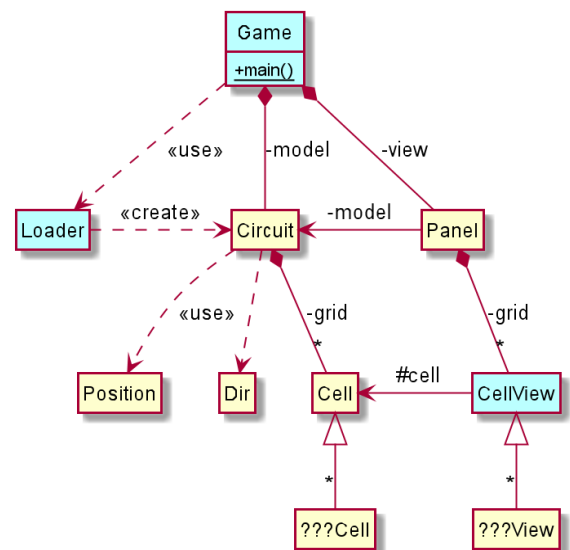 Game
+main()
«use»
-model
-view
«create»
-model
Loader
Circuit
Panel
«use»
-grid
-grid
*
*
Position
Dir
Cell
#cell
CellView
*
*
???Cell
???View